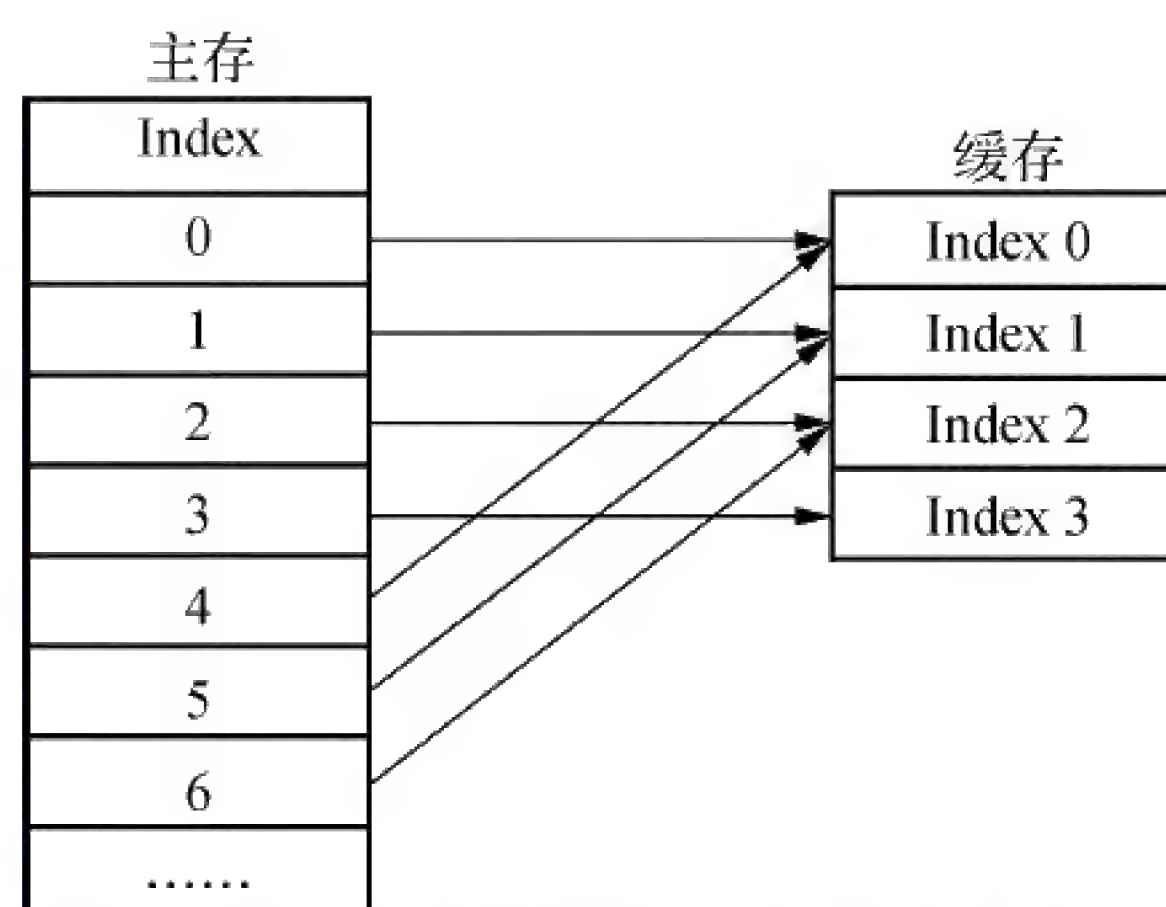 主存
Index
0
1
2
3
4
5
6
……
缓存
Index 0
Index 1
Index 2
Index 3